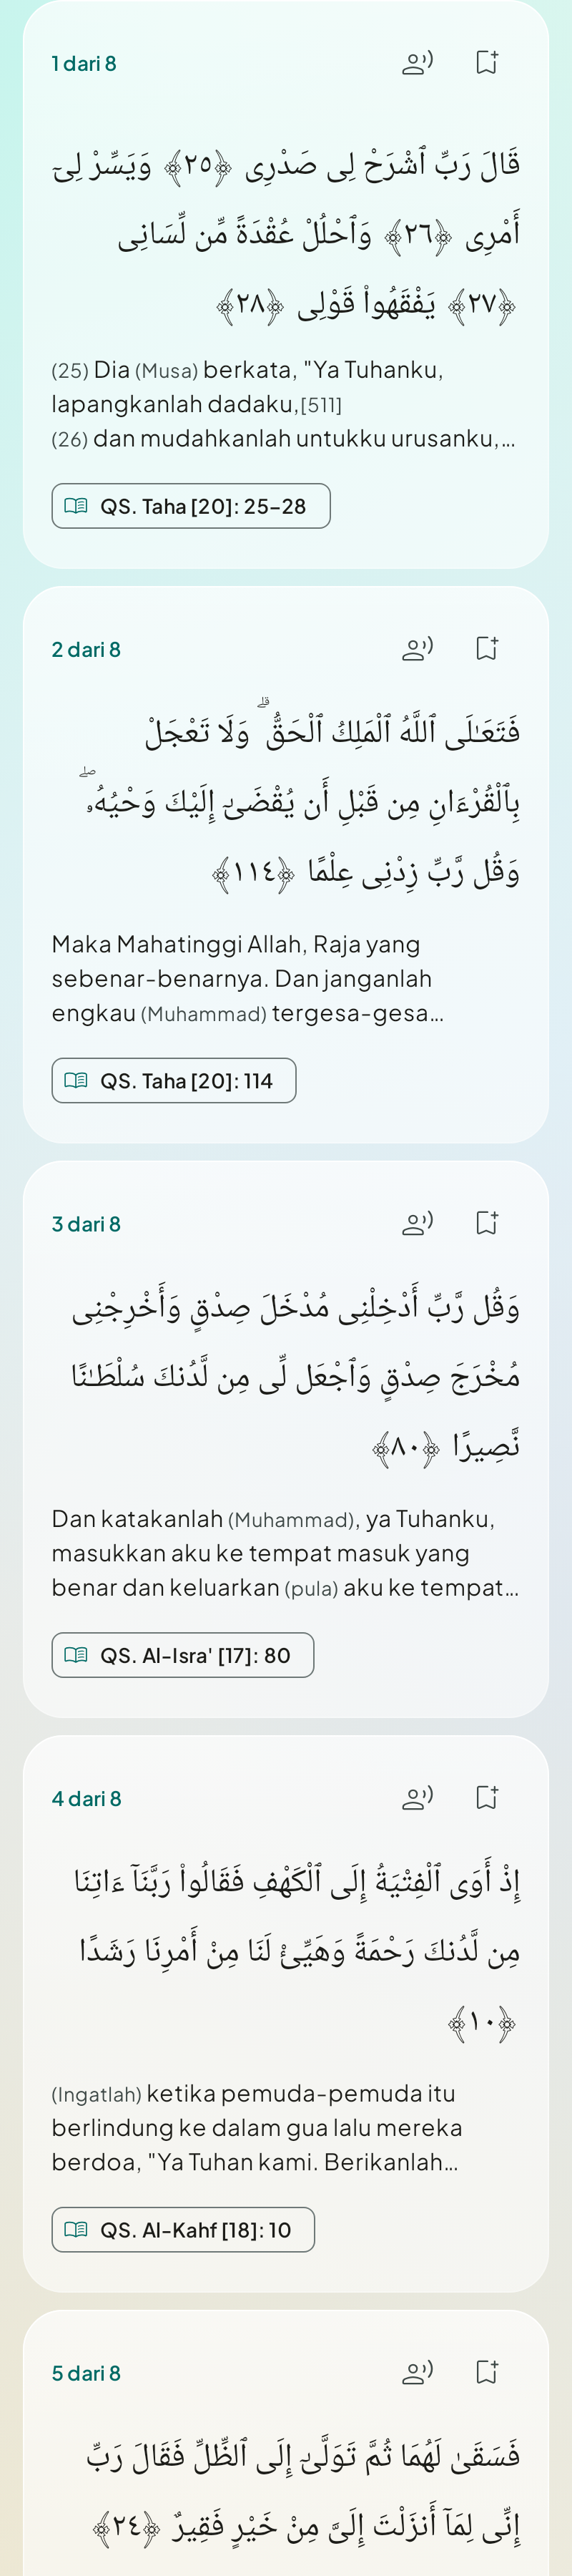 1 dari 8
قَالَ رَبِّ ٱشْرَحْ لِى صَدْرِى ﴿٢٥﴾ وَيَسِّرْ لِىٓ
أَمْرِى ﴿٢٦﴾ وَٱحْلُلْ عُقْدَةً مِّن لِّسَانِى
﴿٢٧﴾ يَفْقَهُوا۟ قَوْلِى ﴿٢٨﴾
(25) Dia (Musa) berkata, "Ya Tuhanku,
lapangkanlah dadaku,[511]
(26) dan mudahkanlah untukku urusanku,...
QS. Taha [20]: 25–28
2 dari 8
فَتَعَـٰلَى ٱللَّهُ ٱلْمَلِكُ ٱلْحَقُّ ۗ وَلَا تَعْجَلْ
بِٱلْقُرْءَانِ مِن قَبْلِ أَن يُقْضَىٰٓ إِلَيْكَ وَحْيُهُۥ ۖ
وَقُل رَّبِّ زِدْنِى عِلْمًا ﴿١١٤﴾
Maka Mahatinggi Allah, Raja yang
sebenar-benarnya. Dan janganlah
engkau (Muhammad) tergesa-gesa...
QS. Taha [20]: 114
3 dari 8
وَقُل رَّبِّ أَدْخِلْنِى مُدْخَلَ صِدْقٍ وَأَخْرِجْنِى
مُخْرَجَ صِدْقٍ وَٱجْعَل لِّى مِن لَّدُنكَ سُلْطَـٰنًا
نَّصِيرًا ﴿٨٠﴾
Dan katakanlah (Muhammad), ya Tuhanku,
masukkan aku ke tempat masuk yang
benar dan keluarkan (pula) aku ke tempat...
QS. Al-Isra' [17]: 80
4 dari 8
إِذْ أَوَى ٱلْفِتْيَةُ إِلَى ٱلْكَهْفِ فَقَالُوا۟ رَبَّنَآ ءَاتِنَا
مِن لَّدُنكَ رَحْمَةً وَهَيِّئْ لَنَا مِنْ أَمْرِنَا رَشَدًا
﴿١٠﴾
(Ingatlah) ketika pemuda-pemuda itu
berlindung ke dalam gua lalu mereka
berdoa, "Ya Tuhan kami. Berikanlah...
QS. Al-Kahf [18]: 10
5 dari 8
فَسَقَىٰ لَهُمَا ثُمَّ تَوَلَّىٰٓ إِلَى ٱلظِّلِّ فَقَالَ رَبِّ
إِنِّى لِمَآ أَنزَلْتَ إِلَىَّ مِنْ خَيْرٍ فَقِيرٌ ﴿٢٤﴾